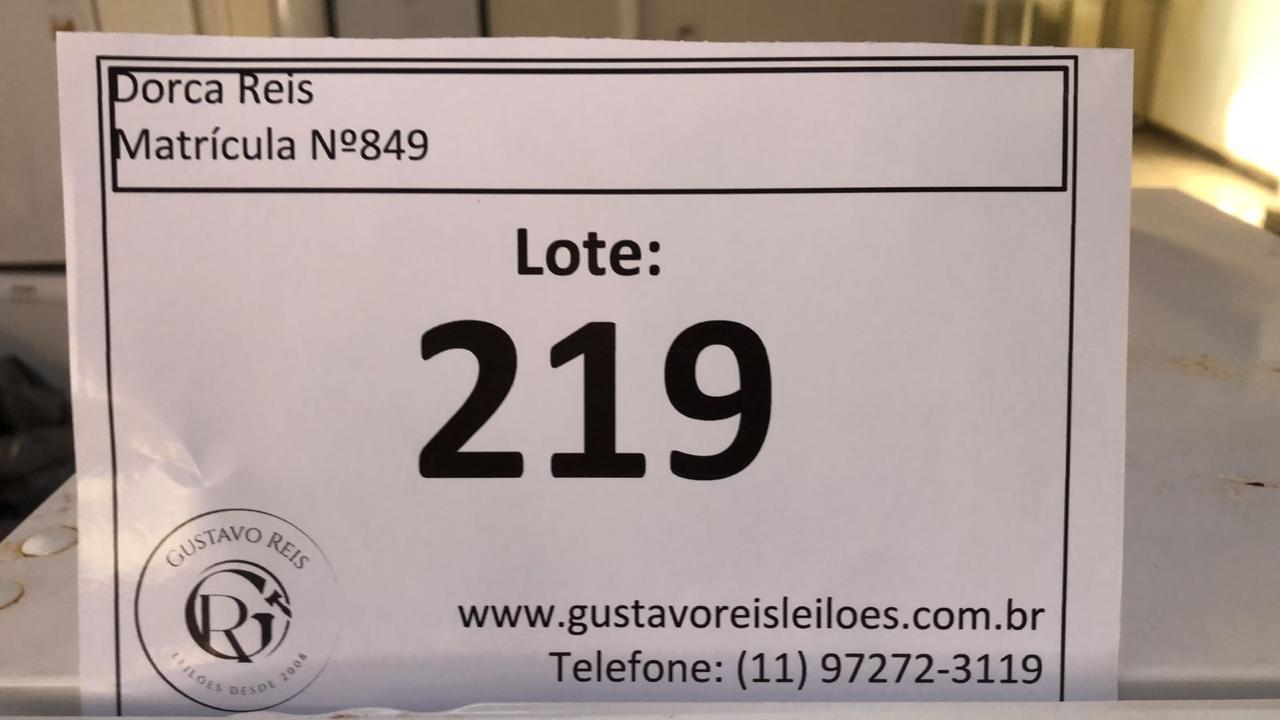 Dorca Reis
Matrícula Nº849
Lote:
219
GUSTAVO REIS
GR
LEILÕES DESDE 2008
www.gustavoreisleiloes.com.br
Telefone: (11) 97272-3119